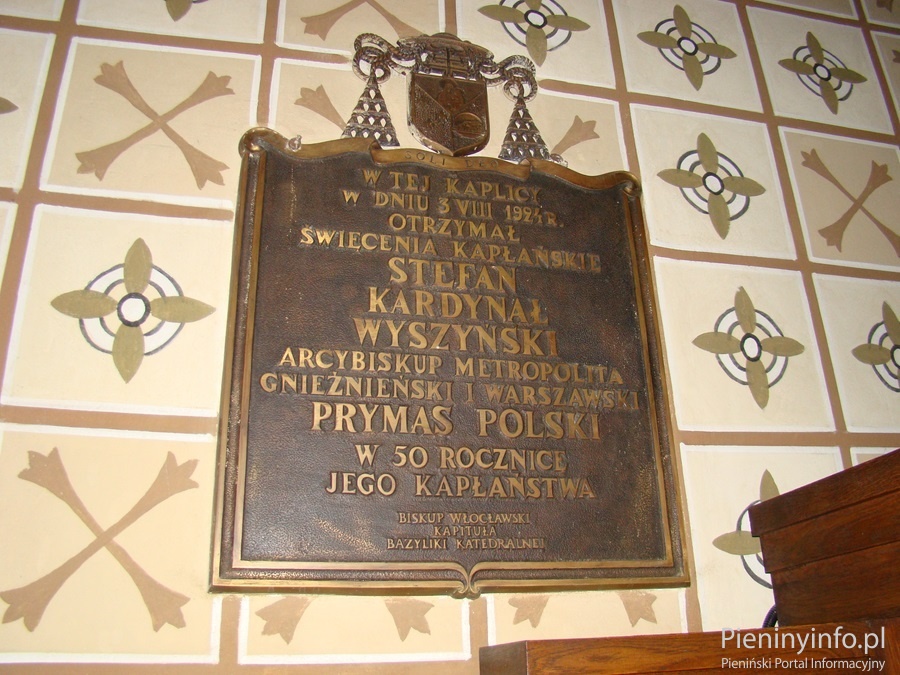 W TEJ KAPLICY
W DNIU 3 VIII 1924 R.
OTRZYMAŁ
ŚWIĘCENIA KAPŁAŃSKIE
STEFAN
KARDYNAŁ
WYSZYŃSKI
ARCYBISKUP METROPOLITA
GNIEŹNIEŃSKI I WARSZAWSKI
PRYMAS POLSKI
W 50 ROCZNICĘ
JEGO KAPŁAŃSTWA
BISKUP WŁOCŁAWSKI
KAPITUŁA
BAZYLIKI KATEDRALNEJ
Pieninyinfo.pl
Pieniński Portal Informacyjny